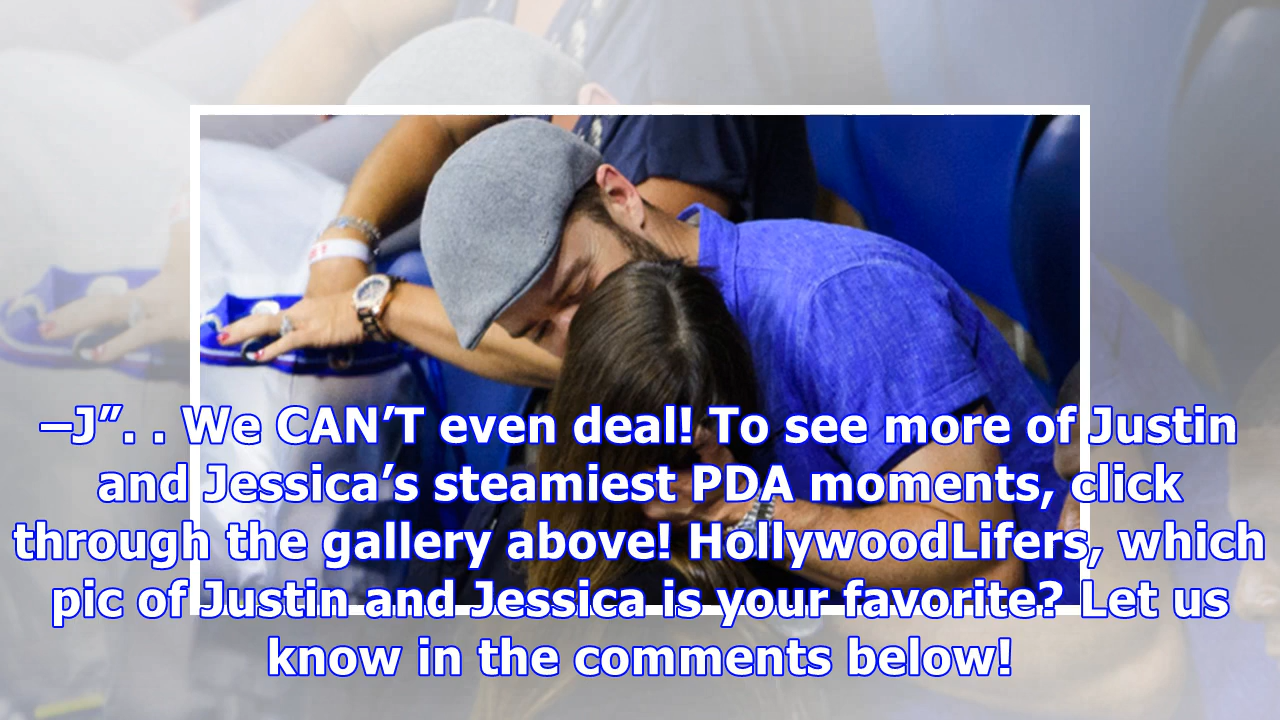 –J”. . We CAN’T even deal! To see more of Justin
and Jessica’s steamiest PDA moments, click
through the gallery above! HollywoodLifers, which
pic of Justin and Jessica is your favorite? Let us
know in the comments below!